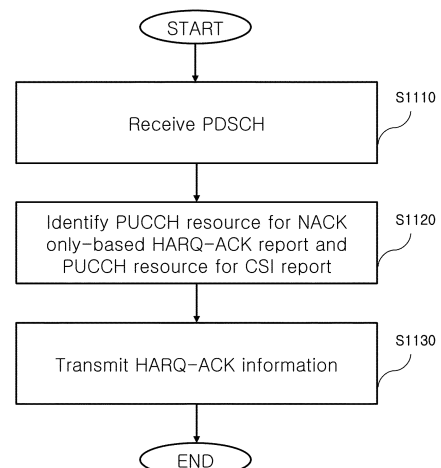 START
S1110
Receive PDSCH
S1120
Identify PUCCH resource for NACK
only-based HARQ-ACK report and
PUCCH resource for CSI report
S1130
Transmit HARQ-ACK information
END